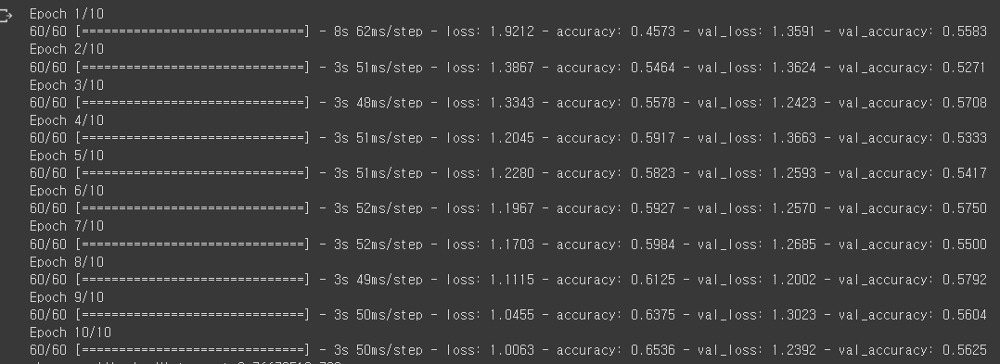 Epoch 1/10
60/60 [==============================] - 8s 62ms/step - loss: 1.9212 - accuracy: 0.4573 - val_loss: 1.3591 - val_accuracy: 0.5583
Epoch 2/10
60/60 [==============================] - 3s 51ms/step - loss: 1.3867 - accuracy: 0.5464 - val_loss: 1.3624 - val_accuracy: 0.5271
Epoch 3/10
60/60 [==============================] - 3s 48ms/step - loss: 1.3343 - accuracy: 0.5578 - val_loss: 1.2423 - val_accuracy: 0.5708
Epoch 4/10
60/60 [==============================] - 3s 51ms/step - loss: 1.2045 - accuracy: 0.5917 - val_loss: 1.3663 - val_accuracy: 0.5333
Epoch 5/10
60/60 [==============================] - 3s 51ms/step - loss: 1.2280 - accuracy: 0.5823 - val_loss: 1.2593 - val_accuracy: 0.5417
Epoch 6/10
60/60 [==============================] - 3s 52ms/step - loss: 1.1967 - accuracy: 0.5927 - val_loss: 1.2570 - val_accuracy: 0.5750
Epoch 7/10
60/60 [==============================] - 3s 52ms/step - loss: 1.1703 - accuracy: 0.5984 - val_loss: 1.2685 - val_accuracy: 0.5500
Epoch 8/10
60/60 [==============================] - 3s 49ms/step - loss: 1.1115 - accuracy: 0.6125 - val_loss: 1.2002 - val_accuracy: 0.5792
Epoch 9/10
60/60 [==============================] - 3s 50ms/step - loss: 1.0455 - accuracy: 0.6375 - val_loss: 1.3023 - val_accuracy: 0.5604
Epoch 10/10
60/60 [==============================] - 3s 50ms/step - loss: 1.0063 - accuracy: 0.6536 - val_loss: 1.2392 - val_accuracy: 0.5625